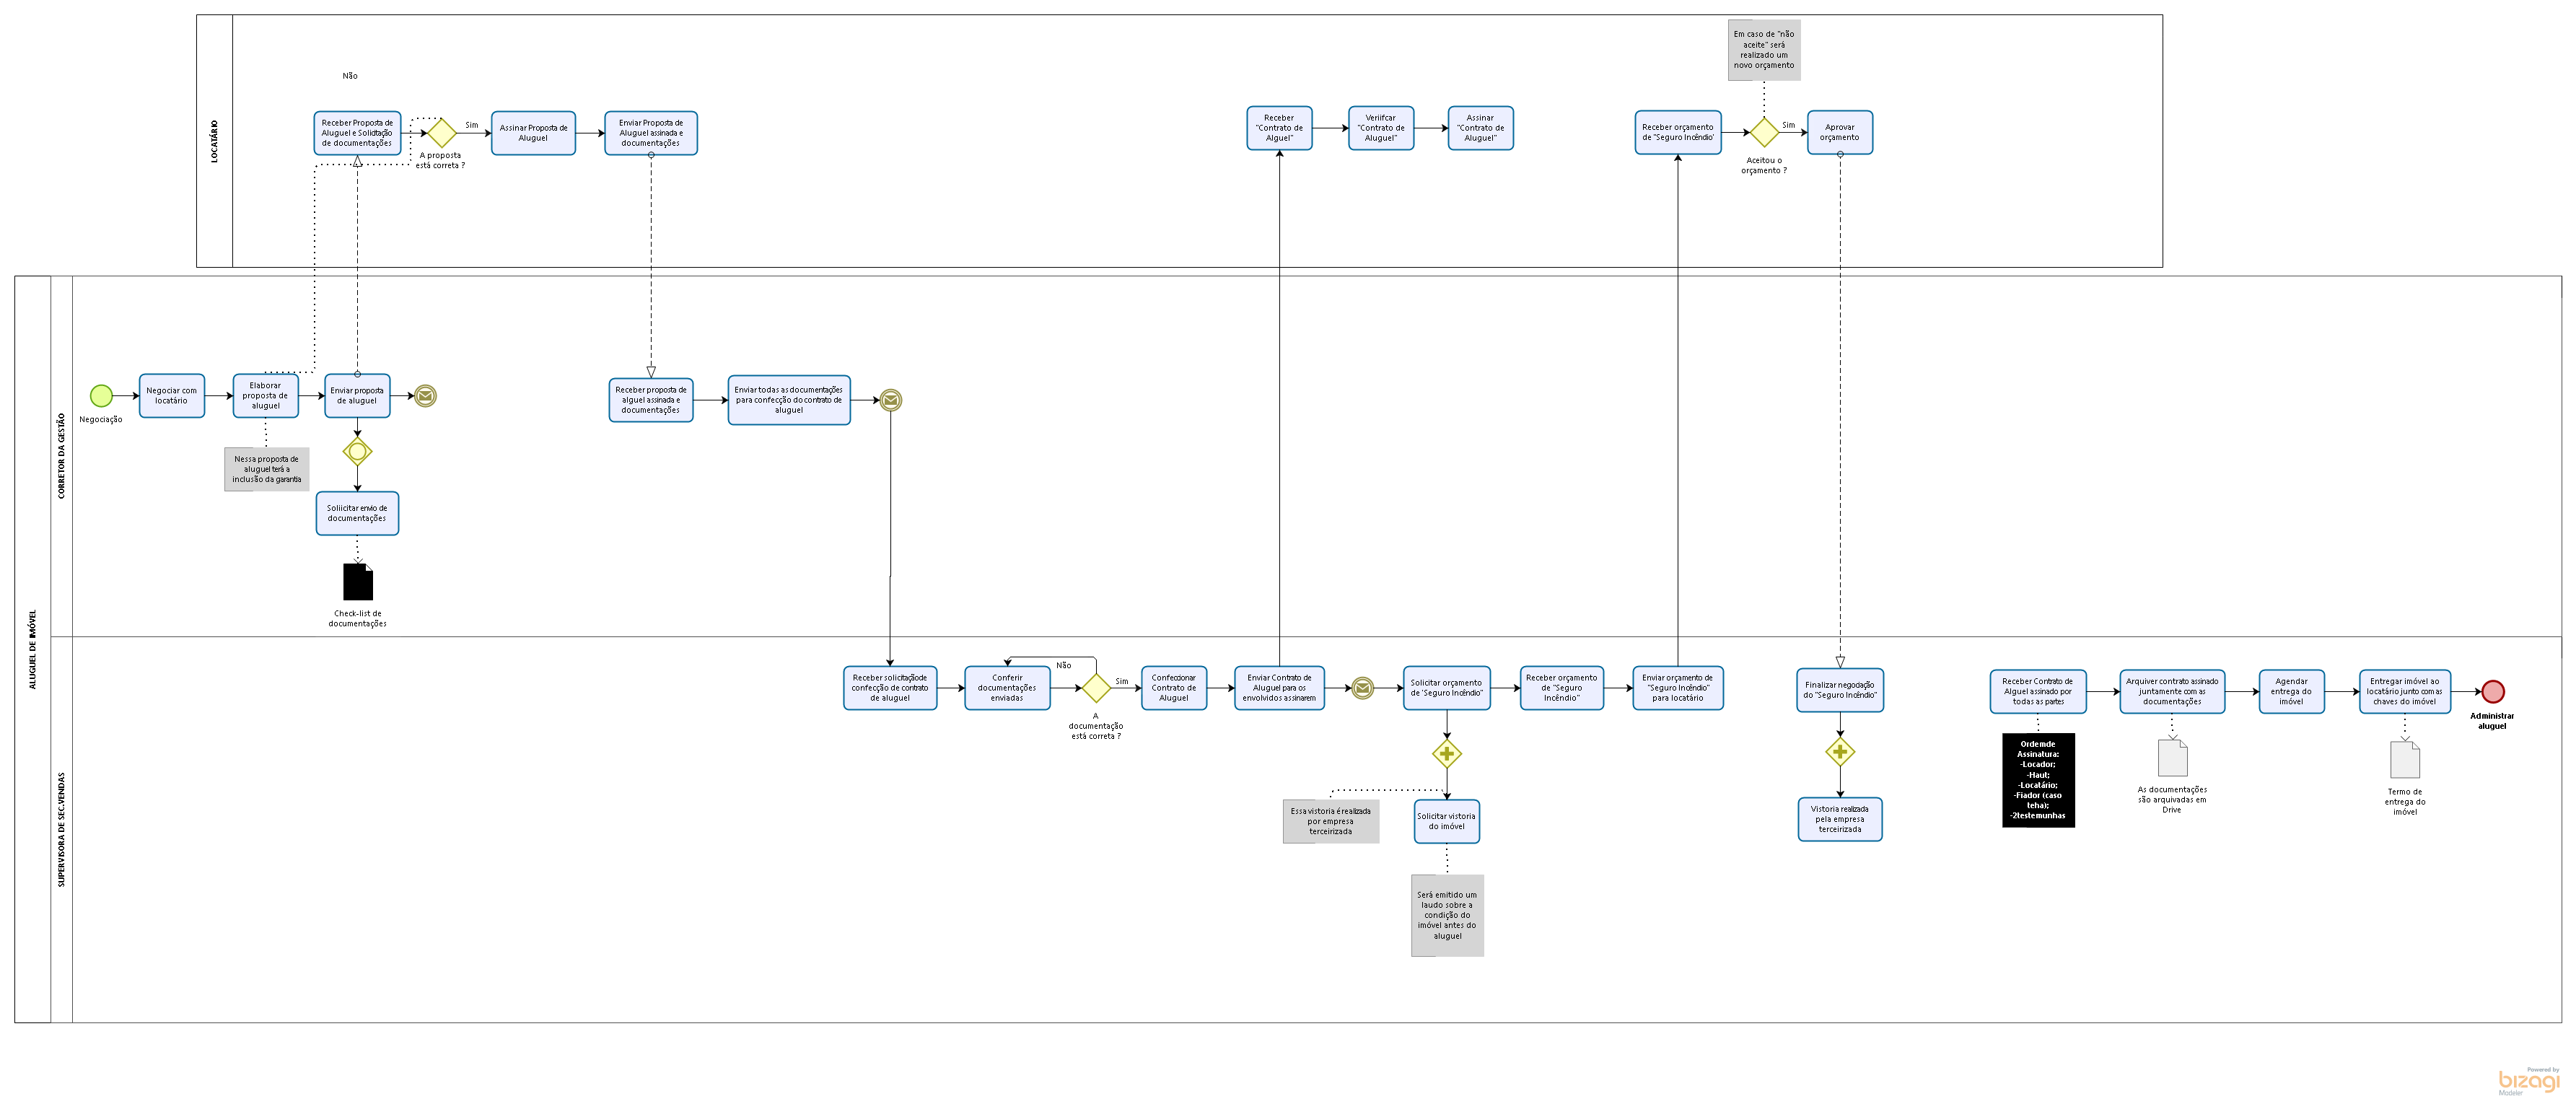 LOCATÁRIO
Em caso de "não
aceite" será
realizado um
novo orçamento
Não
Receber Proposta de
Aluguel e Solicitação
de documentações
A proposta
está correta ?
Sim
Assinar Proposta de
Aluguel
Enviar Proposta de
Aluguel assinada e
documentações
Receber
"Contrato de
Alguel"
Veriifcar
"Contrato de
Aluguel"
Assinar
"Contrato de
Aluguel"
Receber orçamento
de "Seguro Incêndio'
Aceitou o
orçamento ?
Sim
Aprovar
orçamento
ALUGUEL DE IMÓVEL
CORRETOR DA GESTÃO
Negociação
Negociar com
locatário
Elaborar
proposta de
aluguel
Enviar proposta
de aluguel
Nessa proposta de
aluguel terá a
inclusão da garantia
Soliicitar envio de
documentações
Check-list de
documentações
Receber proposta de
alguel assinada e
documentações
Enviar todas as documentações
para confecção do contrato de
aluguel
SUPERVISORA DE SEC.VENDAS
Receber solicitaçãode
confecção de contrato
de aluguel
Conferir
documentações
enviadas
Não
A
documentação
está correta ?
Sim
Confeccionar
Contrato de
Aluguel
Enviar Contrato de
Aluguel para os
envolvidos assinarem
Solicitar orçamento
de 'Seguro Incêndio"
Receber orçamento
de "Seguro
Incêndio"
Enviar orçamento de
"Seguro Incêndio"
para locatário
Essa vistoria é realizada
por empresa
terceirizada
Solicitar vistoria
do imóvel
Será emitido um
laudo sobre a
condição do
imóvel antes do
aluguel
Finalizar negodação
do "Seguro Incêndio"
Vistoria realizada
pela empresa
terceirizada
Receber Contrato de
Alguel assinado por
todas as partes
Ordemde
Assinatura:
-Locador;
-Haut;
-Locatário;
-Fiador (caso
teha);
-2testemunhas
Arquiver contrato assinado
juntamente com as
documentações
As documentações
são arquivadas em
Drive
Agendar
entrega do
imóvel
Entregar imóvel ao
locatário junto com as
chaves do imóvel
Termo de
entrega do
imóvel
Administrar
aluguel
Powered by
bizagi
Modeler